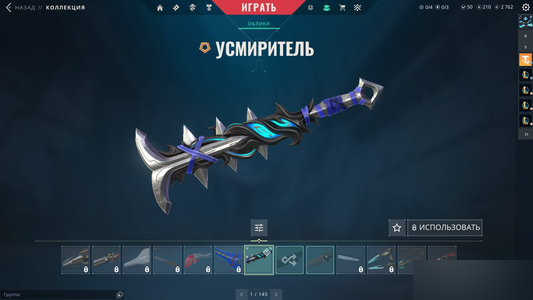 НАЗАД // КОЛЛЕКЦИЯ
ИГРАТЬ
0/4 0/3 50 210 2 762
ОБЛИКИ
УСМИРИТЕЛЬ
ИСПОЛЬЗОВАТЬ
1 / 145
Группа